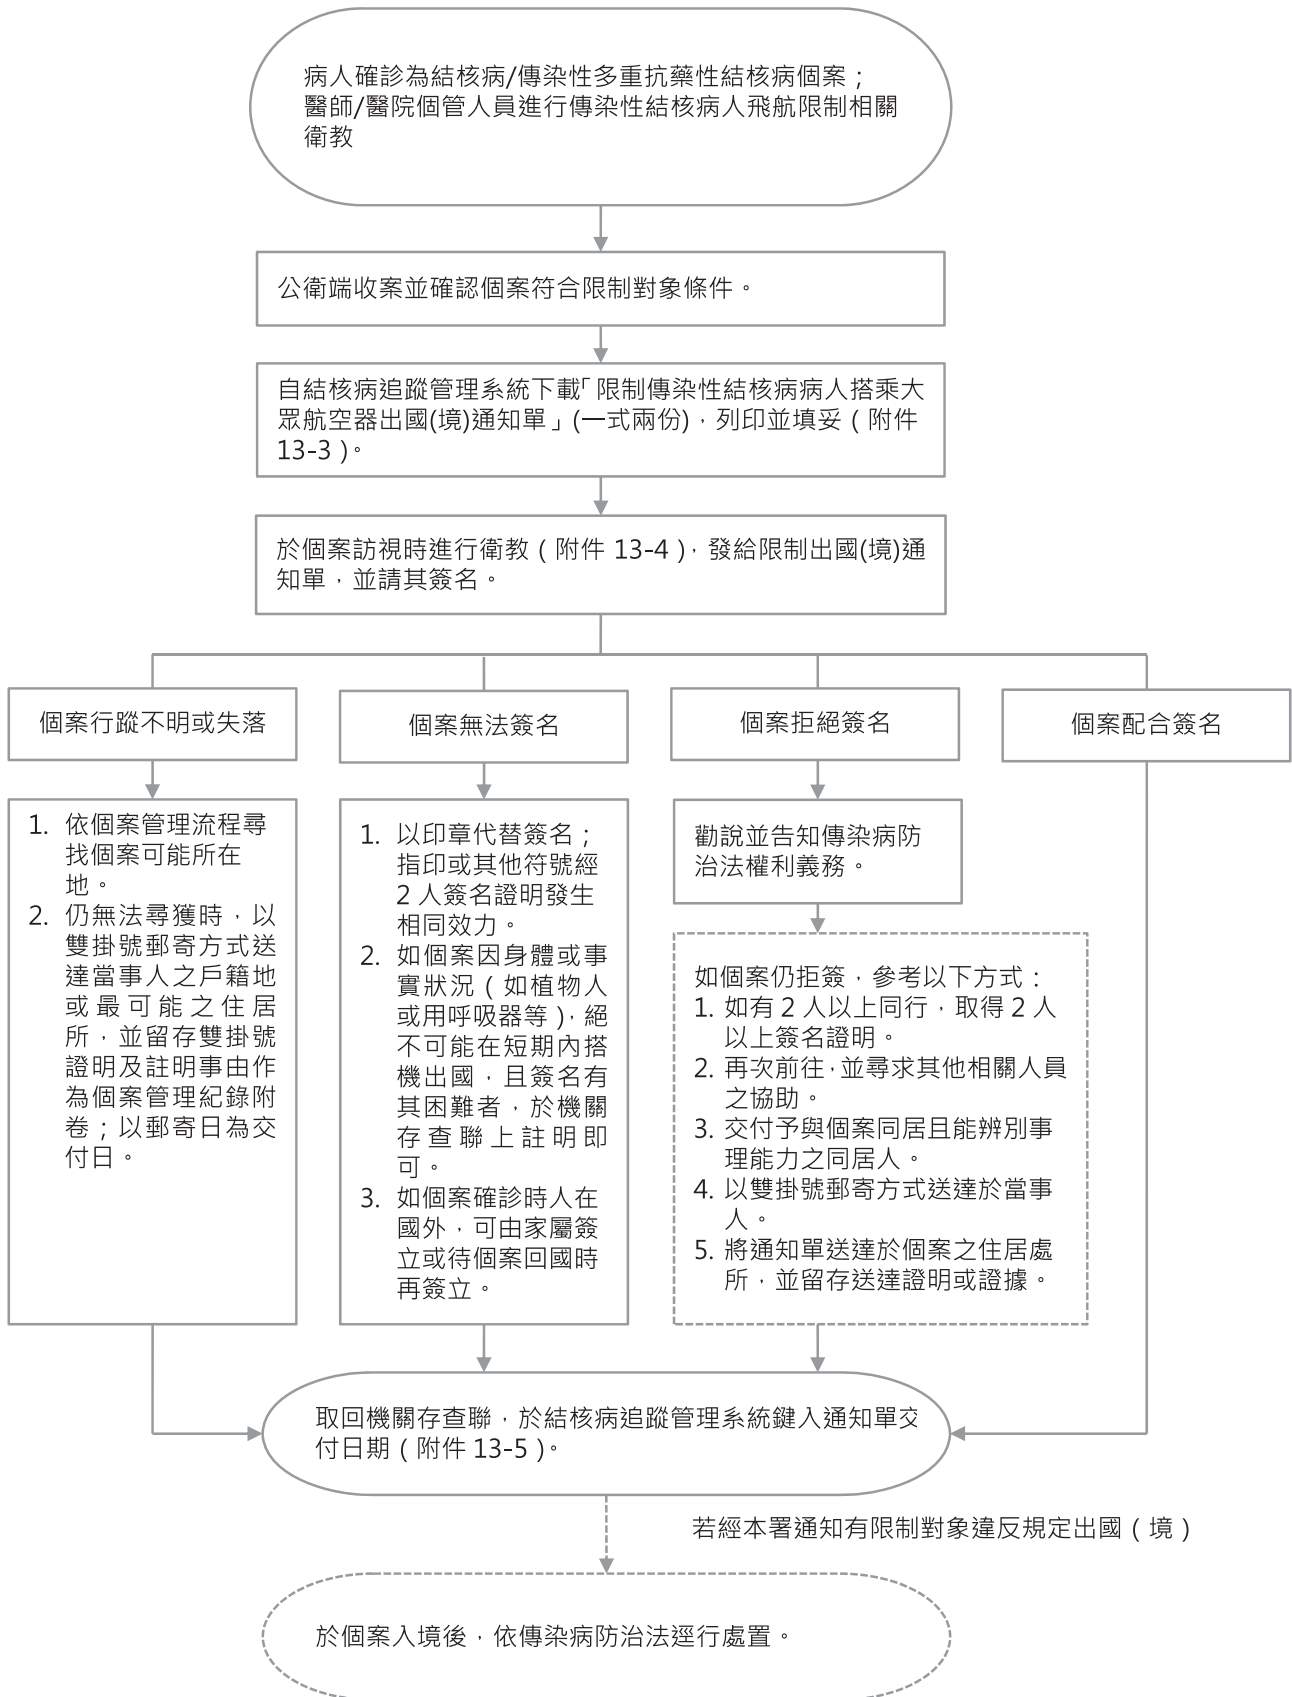 病人確診為結核病/傳染性多重抗藥性結核病個案；
醫師/醫院個管人員進行傳染性結核病人飛航限制相關
衛教
公衛端收案並確認個案符合限制對象條件。
自結核病追蹤管理系統下載「限制傳染性結核病病人搭乘大
眾航空器出國(境)通知單」(一式兩份)，列印並填妥（附件
13-3）。
於個案訪視時進行衛教（附件 13-4），發給限制出國(境)通
知單，並請其簽名。
個案行蹤不明或失落
1. 依個案管理流程尋
找個案可能所在
地。
2. 仍無法尋獲時，以
雙掛號郵寄方式送
達當事人之戶籍地
或最可能之住居
所，並留存雙掛號
證明及註明事由作
為個案管理紀錄附
卷；以郵寄日為交
付日。
個案無法簽名
1. 以印章代替簽名；
指印或其他符號經
2 人簽名證明發生
相同效力。
2. 如個案因身體或事
實狀況（如植物人
或用呼吸器等），絕
不可能在短期內搭
機出國，且簽名有
其困難者，於機關
存查聯上註明即
可。
3. 如個案確診時人在
國外，可由家屬簽
立或待個案回國時
再簽立。
個案拒絕簽名
勸說並告知傳染病防
治法權利義務。
如個案仍拒簽，參考以下方式：
1. 如有 2 人以上同行，取得 2 人
以上簽名證明。
2. 再次前往，並尋求其他相關人員
之協助。
3. 交付予與個案同居且能辨別事
理能力之同居人。
4. 以雙掛號郵寄方式送達於當事
人。
5. 將通知單送達於個案之住居處
所，並留存送達證明或證據。
個案配合簽名
取回機關存查聯，於結核病追蹤管理系統鍵入通知單交
付日期（附件 13-5）。
若經本署通知有限制對象違反規定出國（境）
於個案入境後，依傳染病防治法逕行處置。